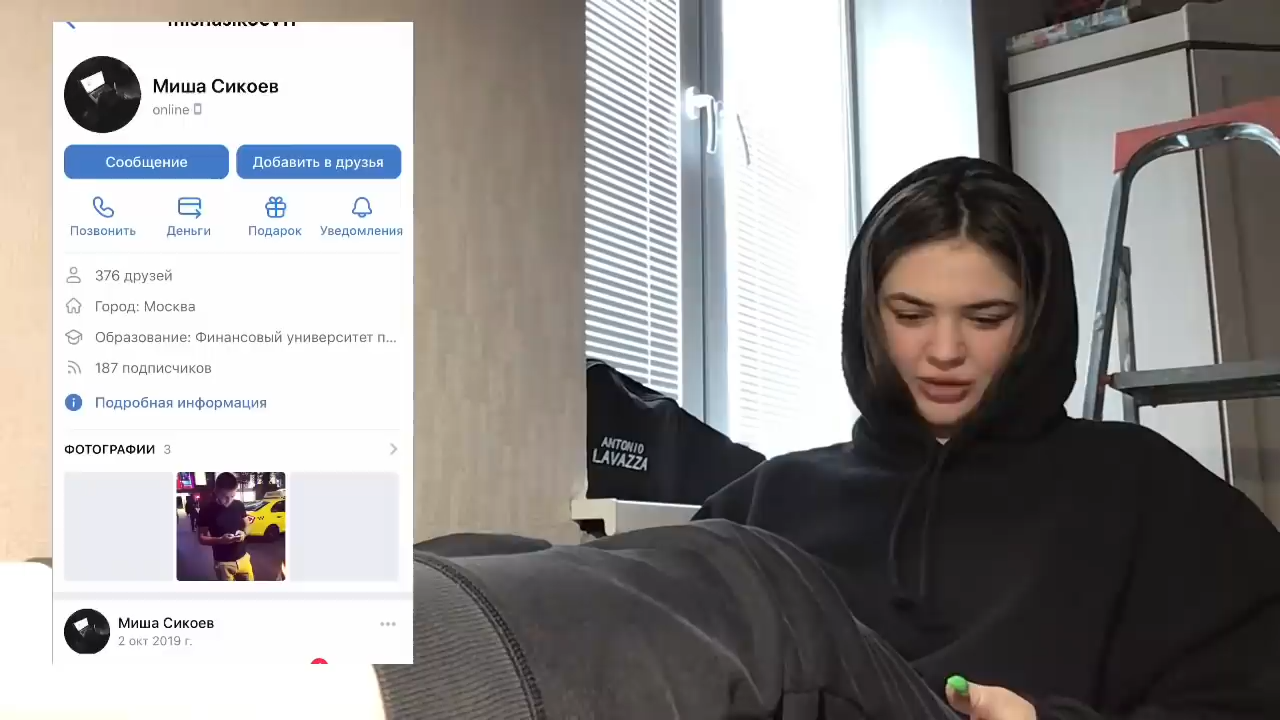 Миша Сикоев
online
Сообщение
Добавить в друзья
Позвонить
Деньги
Подарок
Уведомления
376 друзей
Город: Москва
Образование: Финансовый университет п...
187 подписчиков
Подробная информация
ФОТОГРАФИИ 3
Миша Сикоев
2 окт 2019 г.
ANTONIO
LAVAZZA